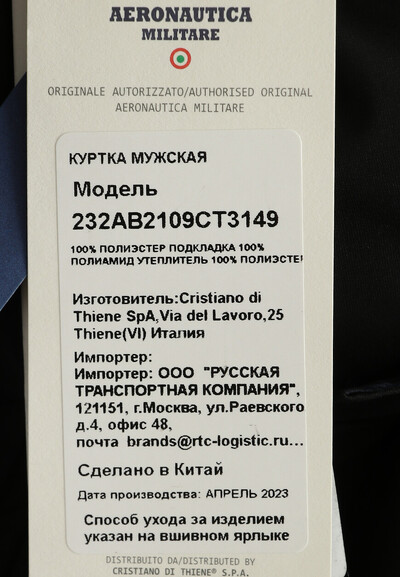 AERONAUTICA
MILITARE
ORIGINALE AUTORIZZATO/AUTHORISED ORIGINAL
AERONAUTICA MILITARE
КУРТКА МУЖСКАЯ
Модель
232AB2109CT3149
100% ПОЛИЭСТЕР ПОДКЛАДКА 100%
ПОЛИАМИД УТЕПЛИТЕЛЬ 100% ПОЛИЭСТЕ
Изготовитель:Cristiano di
Thiene SpA,Via del Lavoro,25
Thiene(VI) Италия
Импортер:
Импортер: ООО "РУССКАЯ
ТРАНСПОРТНАЯ КОМПАНИЯ",
121151, г.Москва, ул.Раевского
д.4, офис 48,
почта brands@rtc-logistic.ru...
Сделано в Китай
Дата производства: АПРЕЛЬ 2023
Способ ухода за изделием
указан на вшивном ярлыке
DISTRIBUITO DA/DISTRIBUTED BY
CRISTIANO DI THIENE® S.P.A.